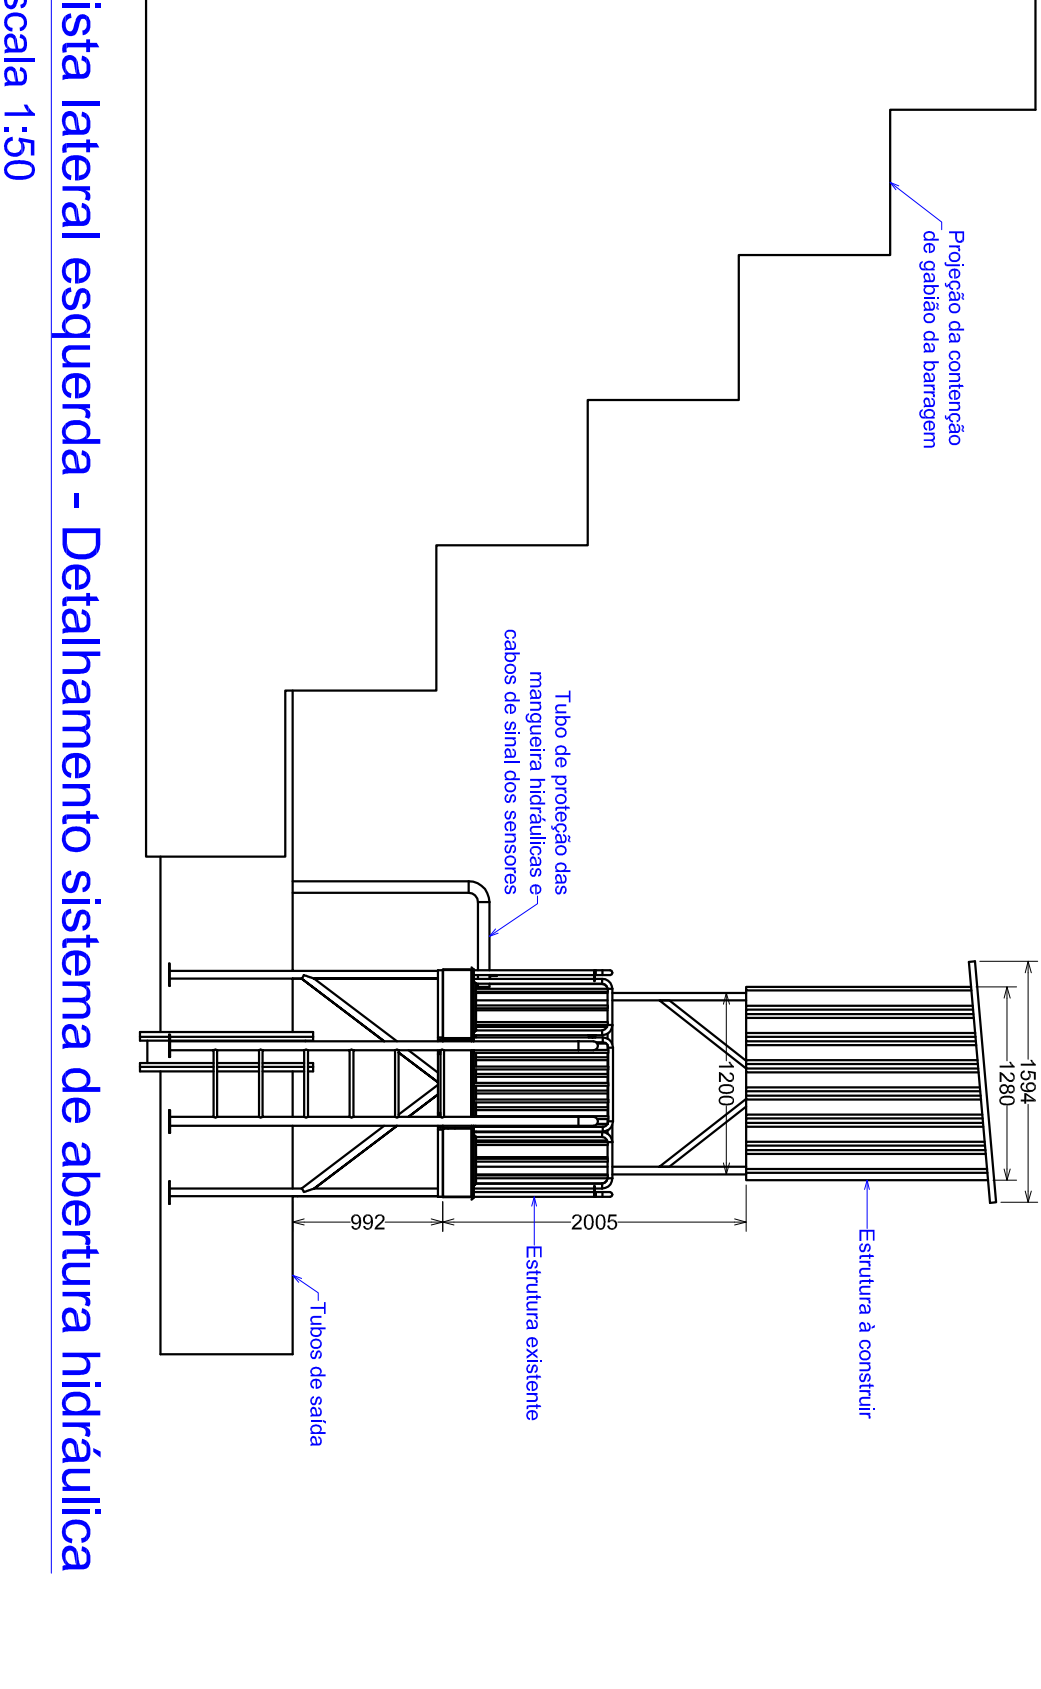 1594
1280
Projeção da contenção
de gabião da barragem
1200
Estrutura à construir
Tubo de proteção das
mangueira hidráulicas e
cabos de sinal dos sensores
2005
Estrutura existente
992
Tubos de saída
ista lateral esquerda - Detalhamento sistema de abertura hidráulica
scala 1:50